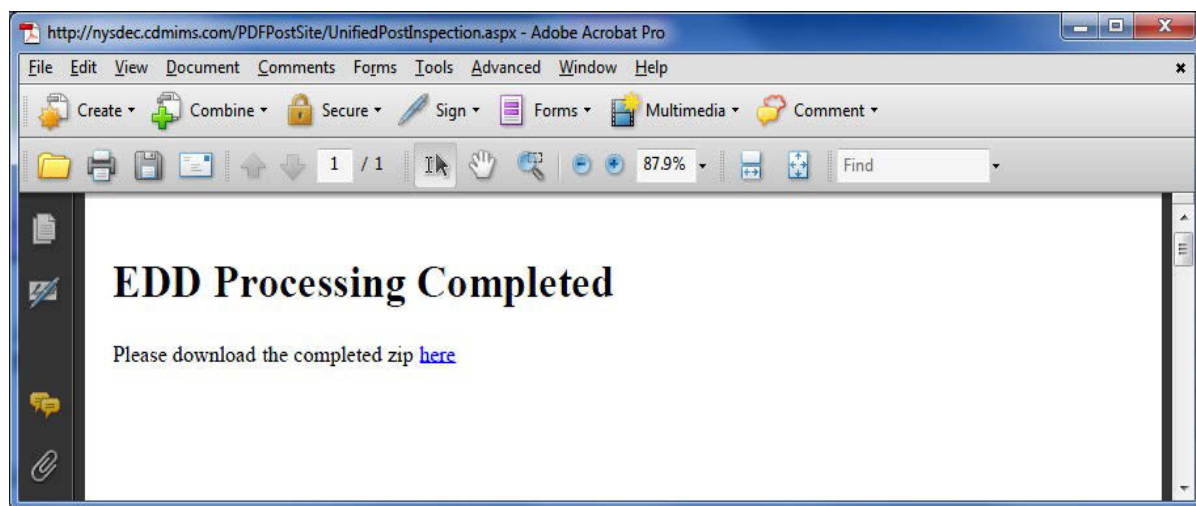 http://nysdec.cdmims.com/PDFPostSite/UnifiedPostInspection.aspx - Adobe Acrobat Pro
File Edit View Document Comments Forms Tools Advanced Window Help
Create Combine Secure Sign Forms Multimedia Comment
1 / 1 87.9% Find
EDD Processing Completed
Please download the completed zip here